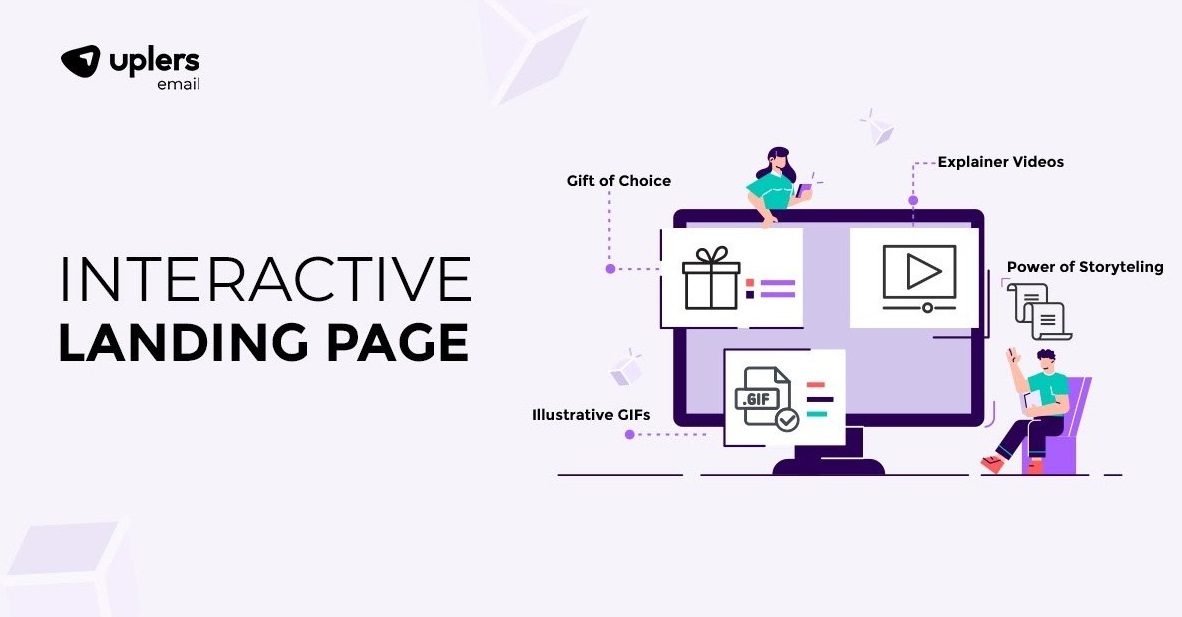 uplers
email
INTERACTIVE
LANDING PAGE
Gift of Choice
Explainer Videos
Power of Storyteling
.GIF
Illustrative GIFs